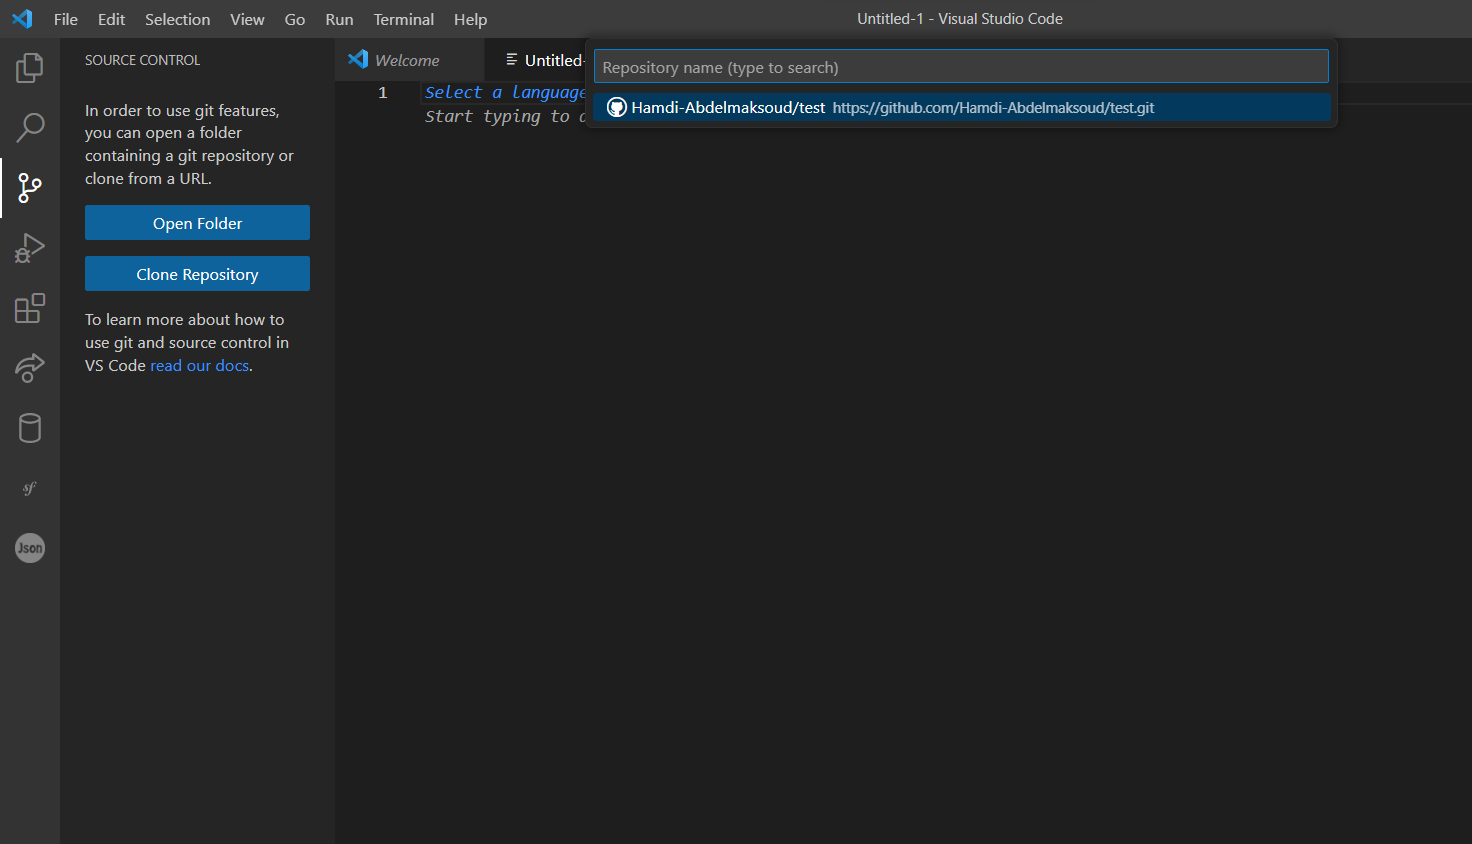 File Edit Selection View Go Run Terminal Help
Untitled-1 - Visual Studio Code
SOURCE CONTROL
In order to use git features,
you can open a folder
containing a git repository or
clone from a URL.
Open Folder
Clone Repository
To learn more about how to
use git and source control in
VS Code read our docs.
sf
Json
Welcome
Untitled-
Repository name (type to search)
Hamdi-Abdelmaksoud/test https://github.com/Hamdi-Abdelmaksoud/test.git
1 Select a language
Start typing to